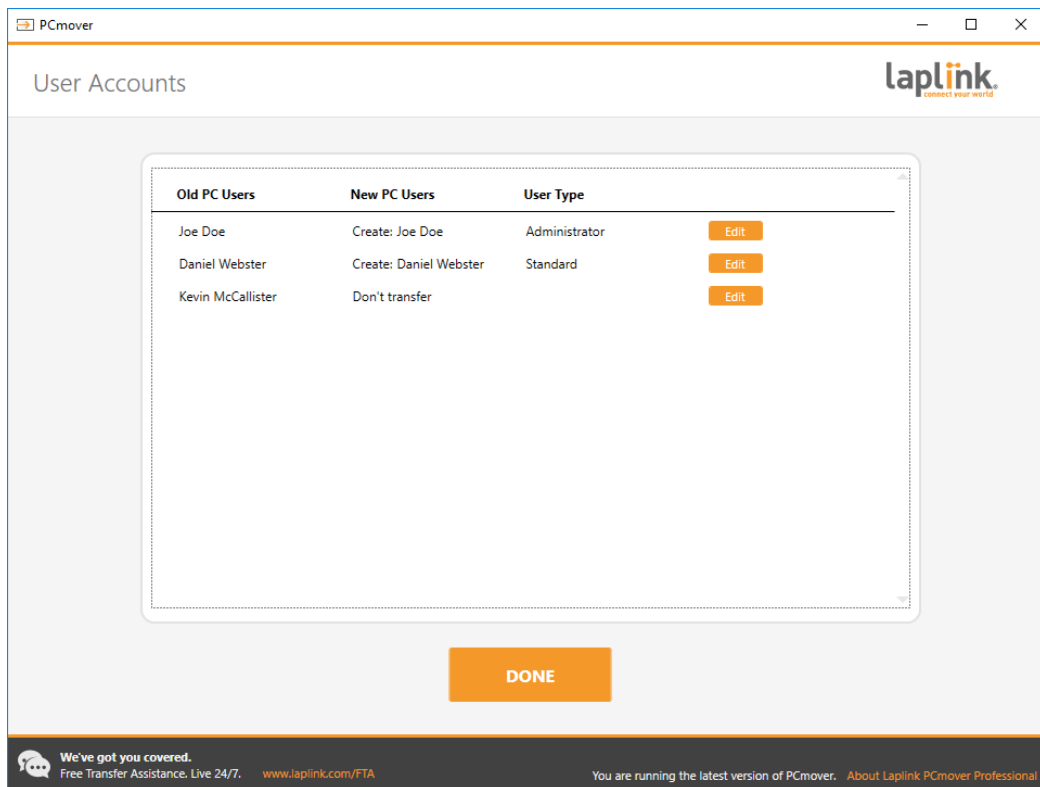 PCmover
User Accounts
laplink®
connect your world
Old PC Users New PC Users User Type
Joe Doe Create: Joe Doe Administrator Edit
Daniel Webster Create: Daniel Webster Standard Edit
Kevin McCallister Don't transfer Edit
DONE
We've got you covered.
Free Transfer Assistance. Live 24/7. www.laplink.com/FTA
You are running the latest version of PCmover. About Laplink PCmover Professional